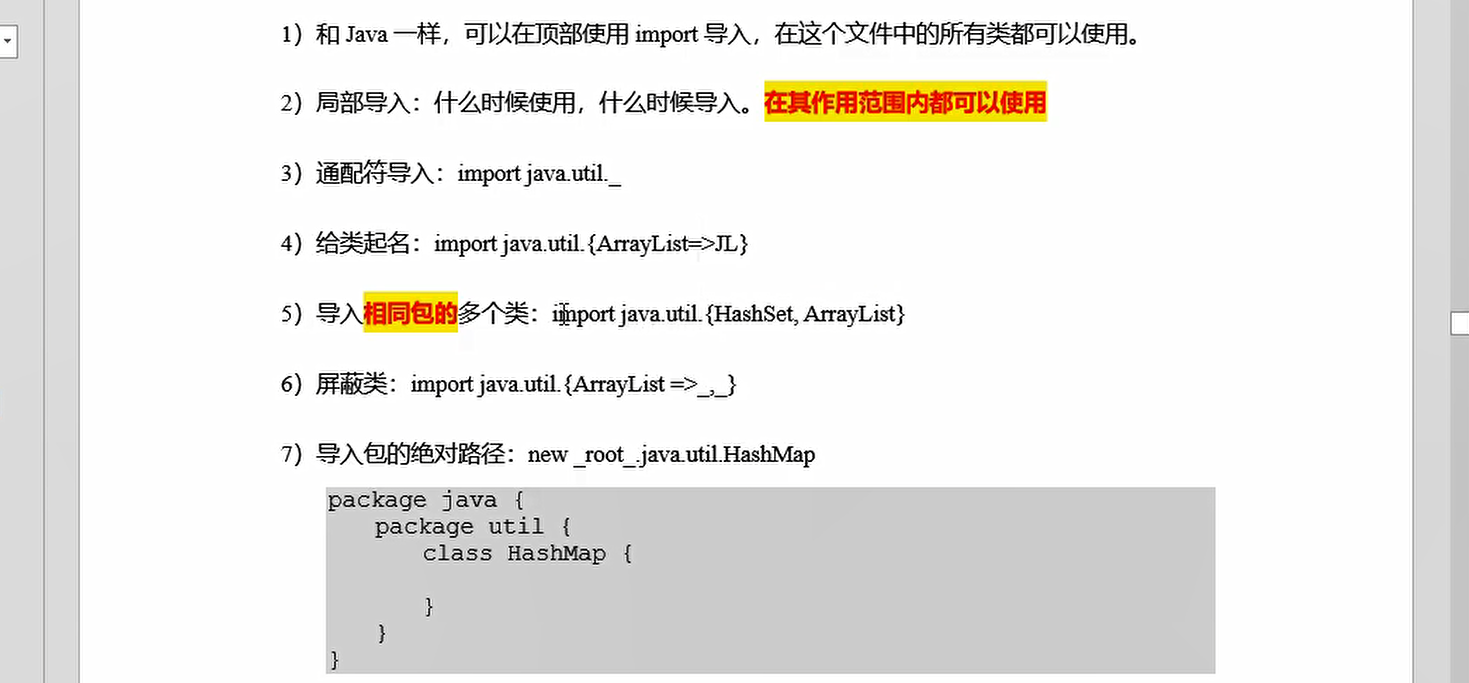 1）和 Java 一样，可以在顶部使用 import 导入，在这个文件中的所有类都可以使用。
2）局部导入：什么时候使用，什么时候导入。在其作用范围内都可以使用
3）通配符导入：import java.util._
4）给类起名：import java.util.{ArrayList=>JL}
5）导入相同包的多个类：import java.util.{HashSet, ArrayList}
6）屏蔽类：import java.util.{ArrayList =>_,_}
7）导入包的绝对路径：new _root_.java.util.HashMap
package java {
package util {
class HashMap {
}
}
}